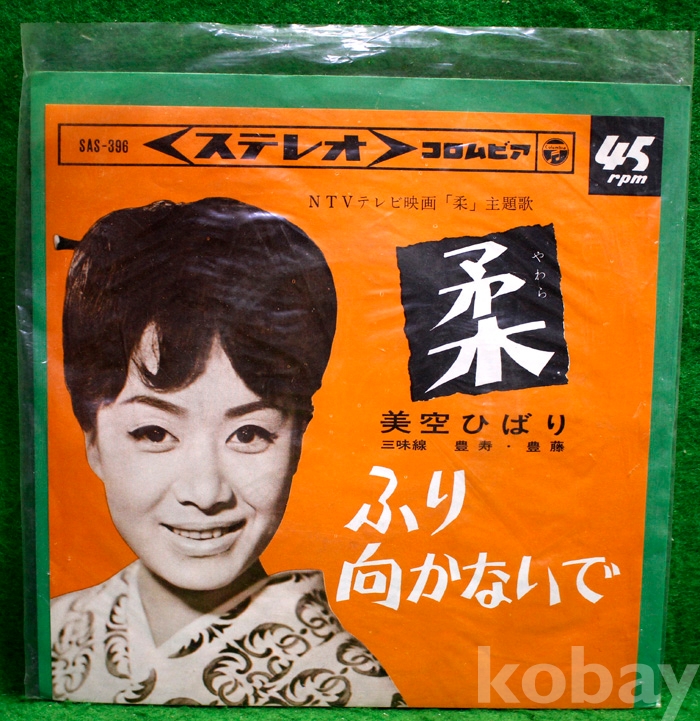 SAS-396 ステレオ コロムビア
45 rpm
NTVテレビ映画「柔」主題歌
柔
やわら
美空ひばり
三味線 豊寿・豊藤
ふり
向かないで
kobay